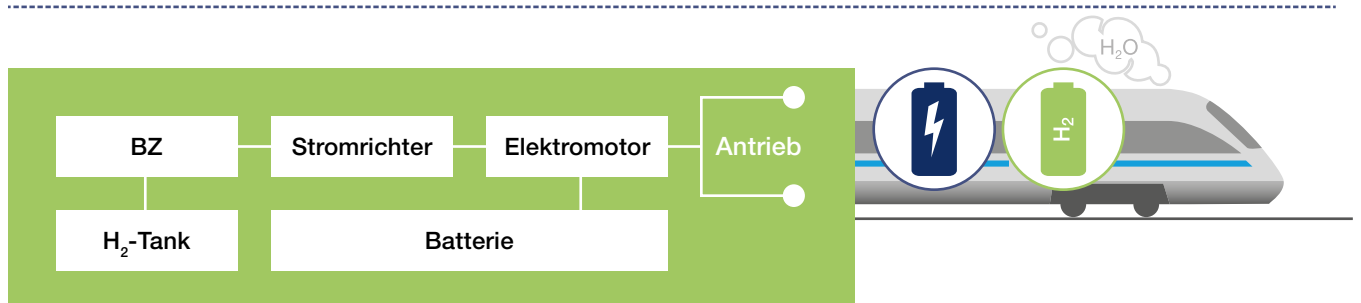 H₂O
BZ
Stromrichter
Elektromotor
Antrieb
H₂
H₂-Tank
Batterie